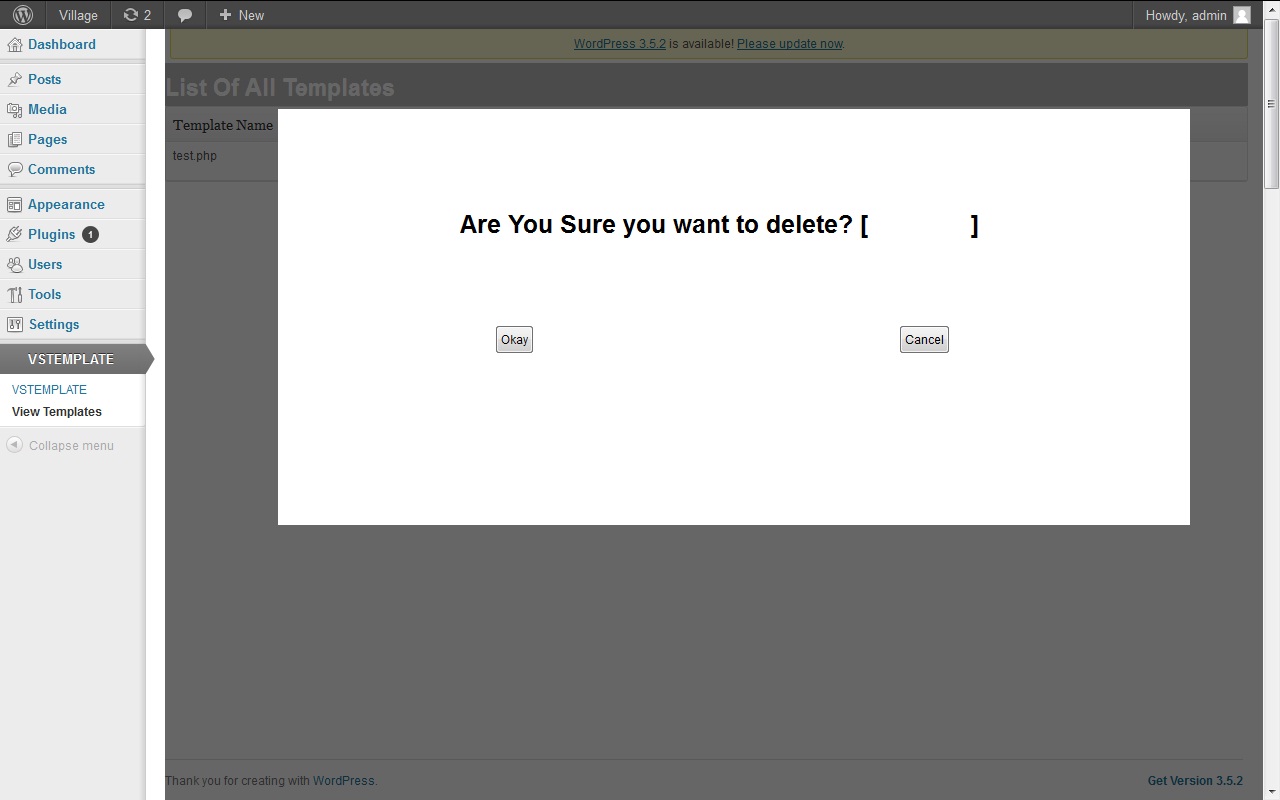 Village 2 New Howdy, admin
Dashboard
WordPress 3.5.2 is available! Please update now.
Posts
Media
Pages
Comments
Appearance
Plugins 1
Users
Tools
Settings
VSTEMPLATE
VSTEMPLATE
View Templates
Collapse menu
List Of All Templates
Template Name
test.php
Are You Sure you want to delete? [ ]
Okay Cancel
Thank you for creating with WordPress. Get Version 3.5.2